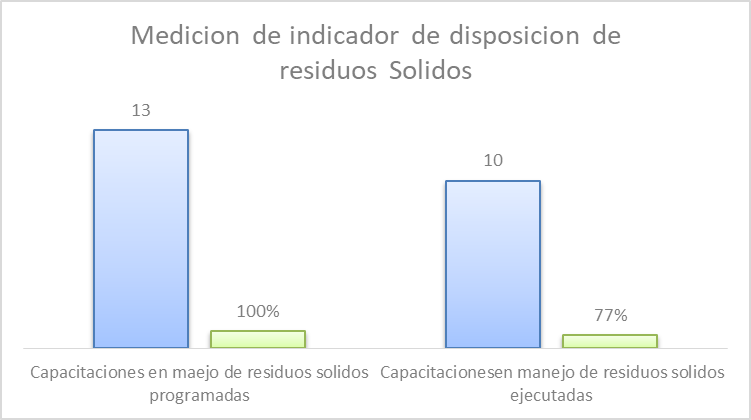 Medicion de indicador de disposicion de
residuos Solidos
13
10
100%
77%
Capacitaciones en maejo de residuos solidos
programadas
Capacitacionesen manejo de residuos solidos
ejecutadas